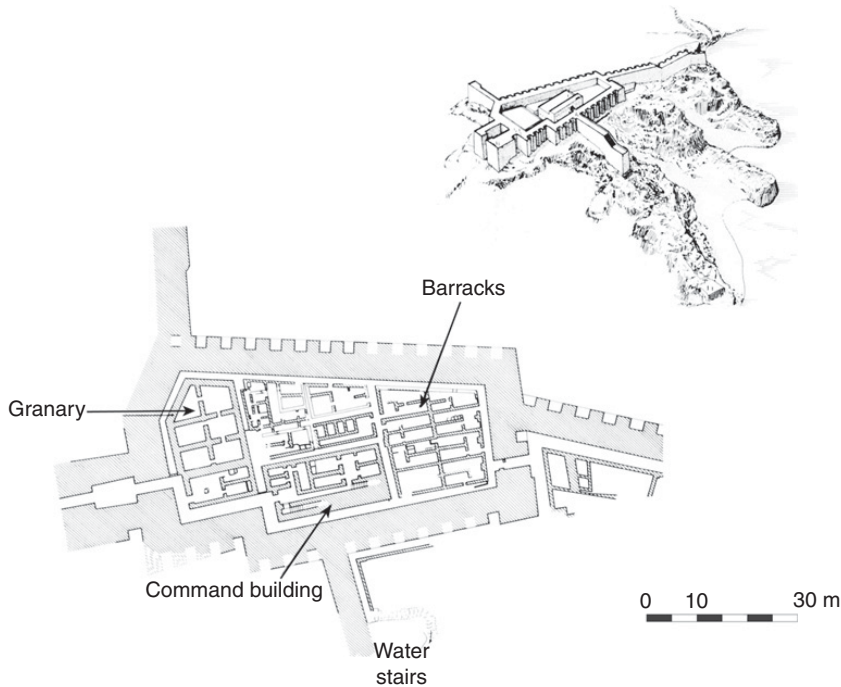 Barracks
Granary
Command building
0 10 30 m
Water
stairs